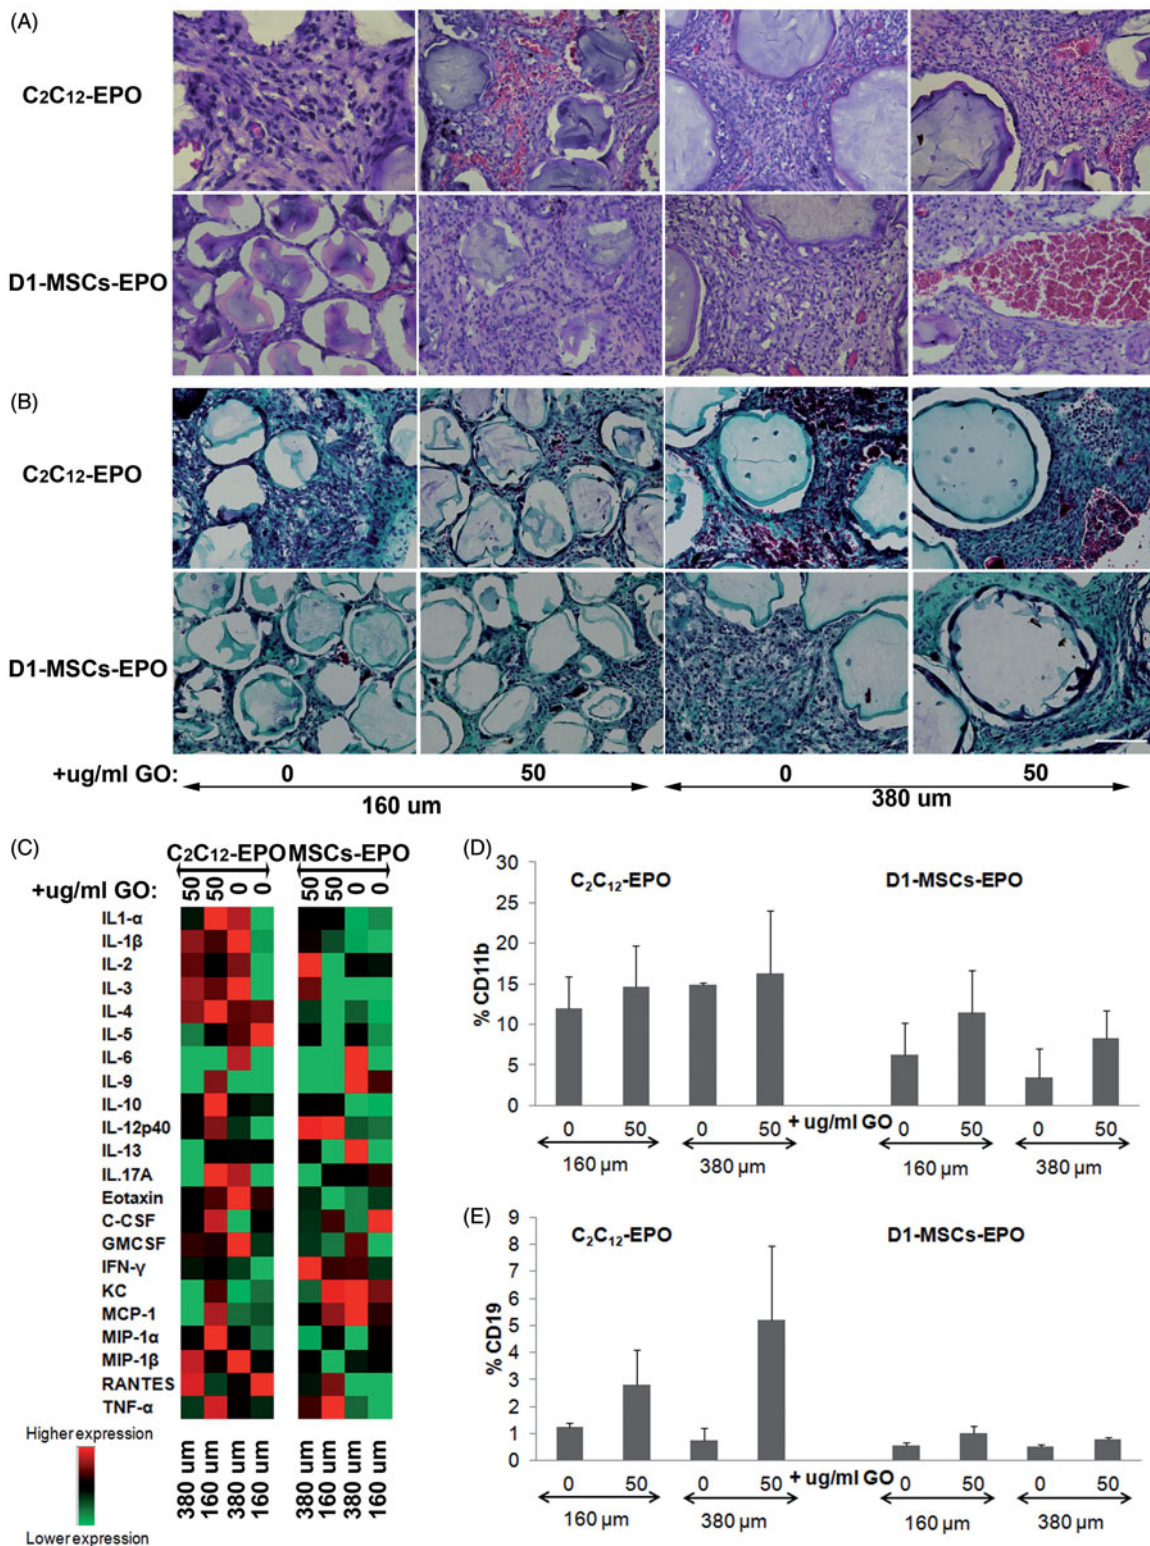 (A)
C2C12-EPO
D1-MSCs-EPO
(B)
C2C12-EPO
D1-MSCs-EPO
+ug/ml GO: 0 50 0 50
160 um 380 um
(C)
C2C12-EPO MSCs-EPO
+ug/ml GO: 50 50 0 0 50 50 0 0
IL1-α
IL-1β
IL-2
IL-3
IL-4
IL-5
IL-6
IL-9
IL-10
IL-12p40
IL-13
IL.17A
Eotaxin
C-CSF
GMCSF
IFN-γ
KC
MCP-1
MIP-1α
MIP-1β
RANTES
TNF-α
Higher expression
Lower expression
380 um 160 um 380 um 160 um 380 um 160 um 380 um 160 um
(D)
C2C12-EPO D1-MSCs-EPO
% CD11b
30
25
20
15
10
5
0
0 50 0 50 + ug/ml GO 0 50 0 50
160 µm 380 µm 160 µm 380 µm
(E)
C2C12-EPO D1-MSCs-EPO
% CD19
9
8
7
6
5
4
3
2
1
0
0 50 0 50 + ug/ml GO 0 50 0 50
160 µm 380 µm 160 µm 380 µm